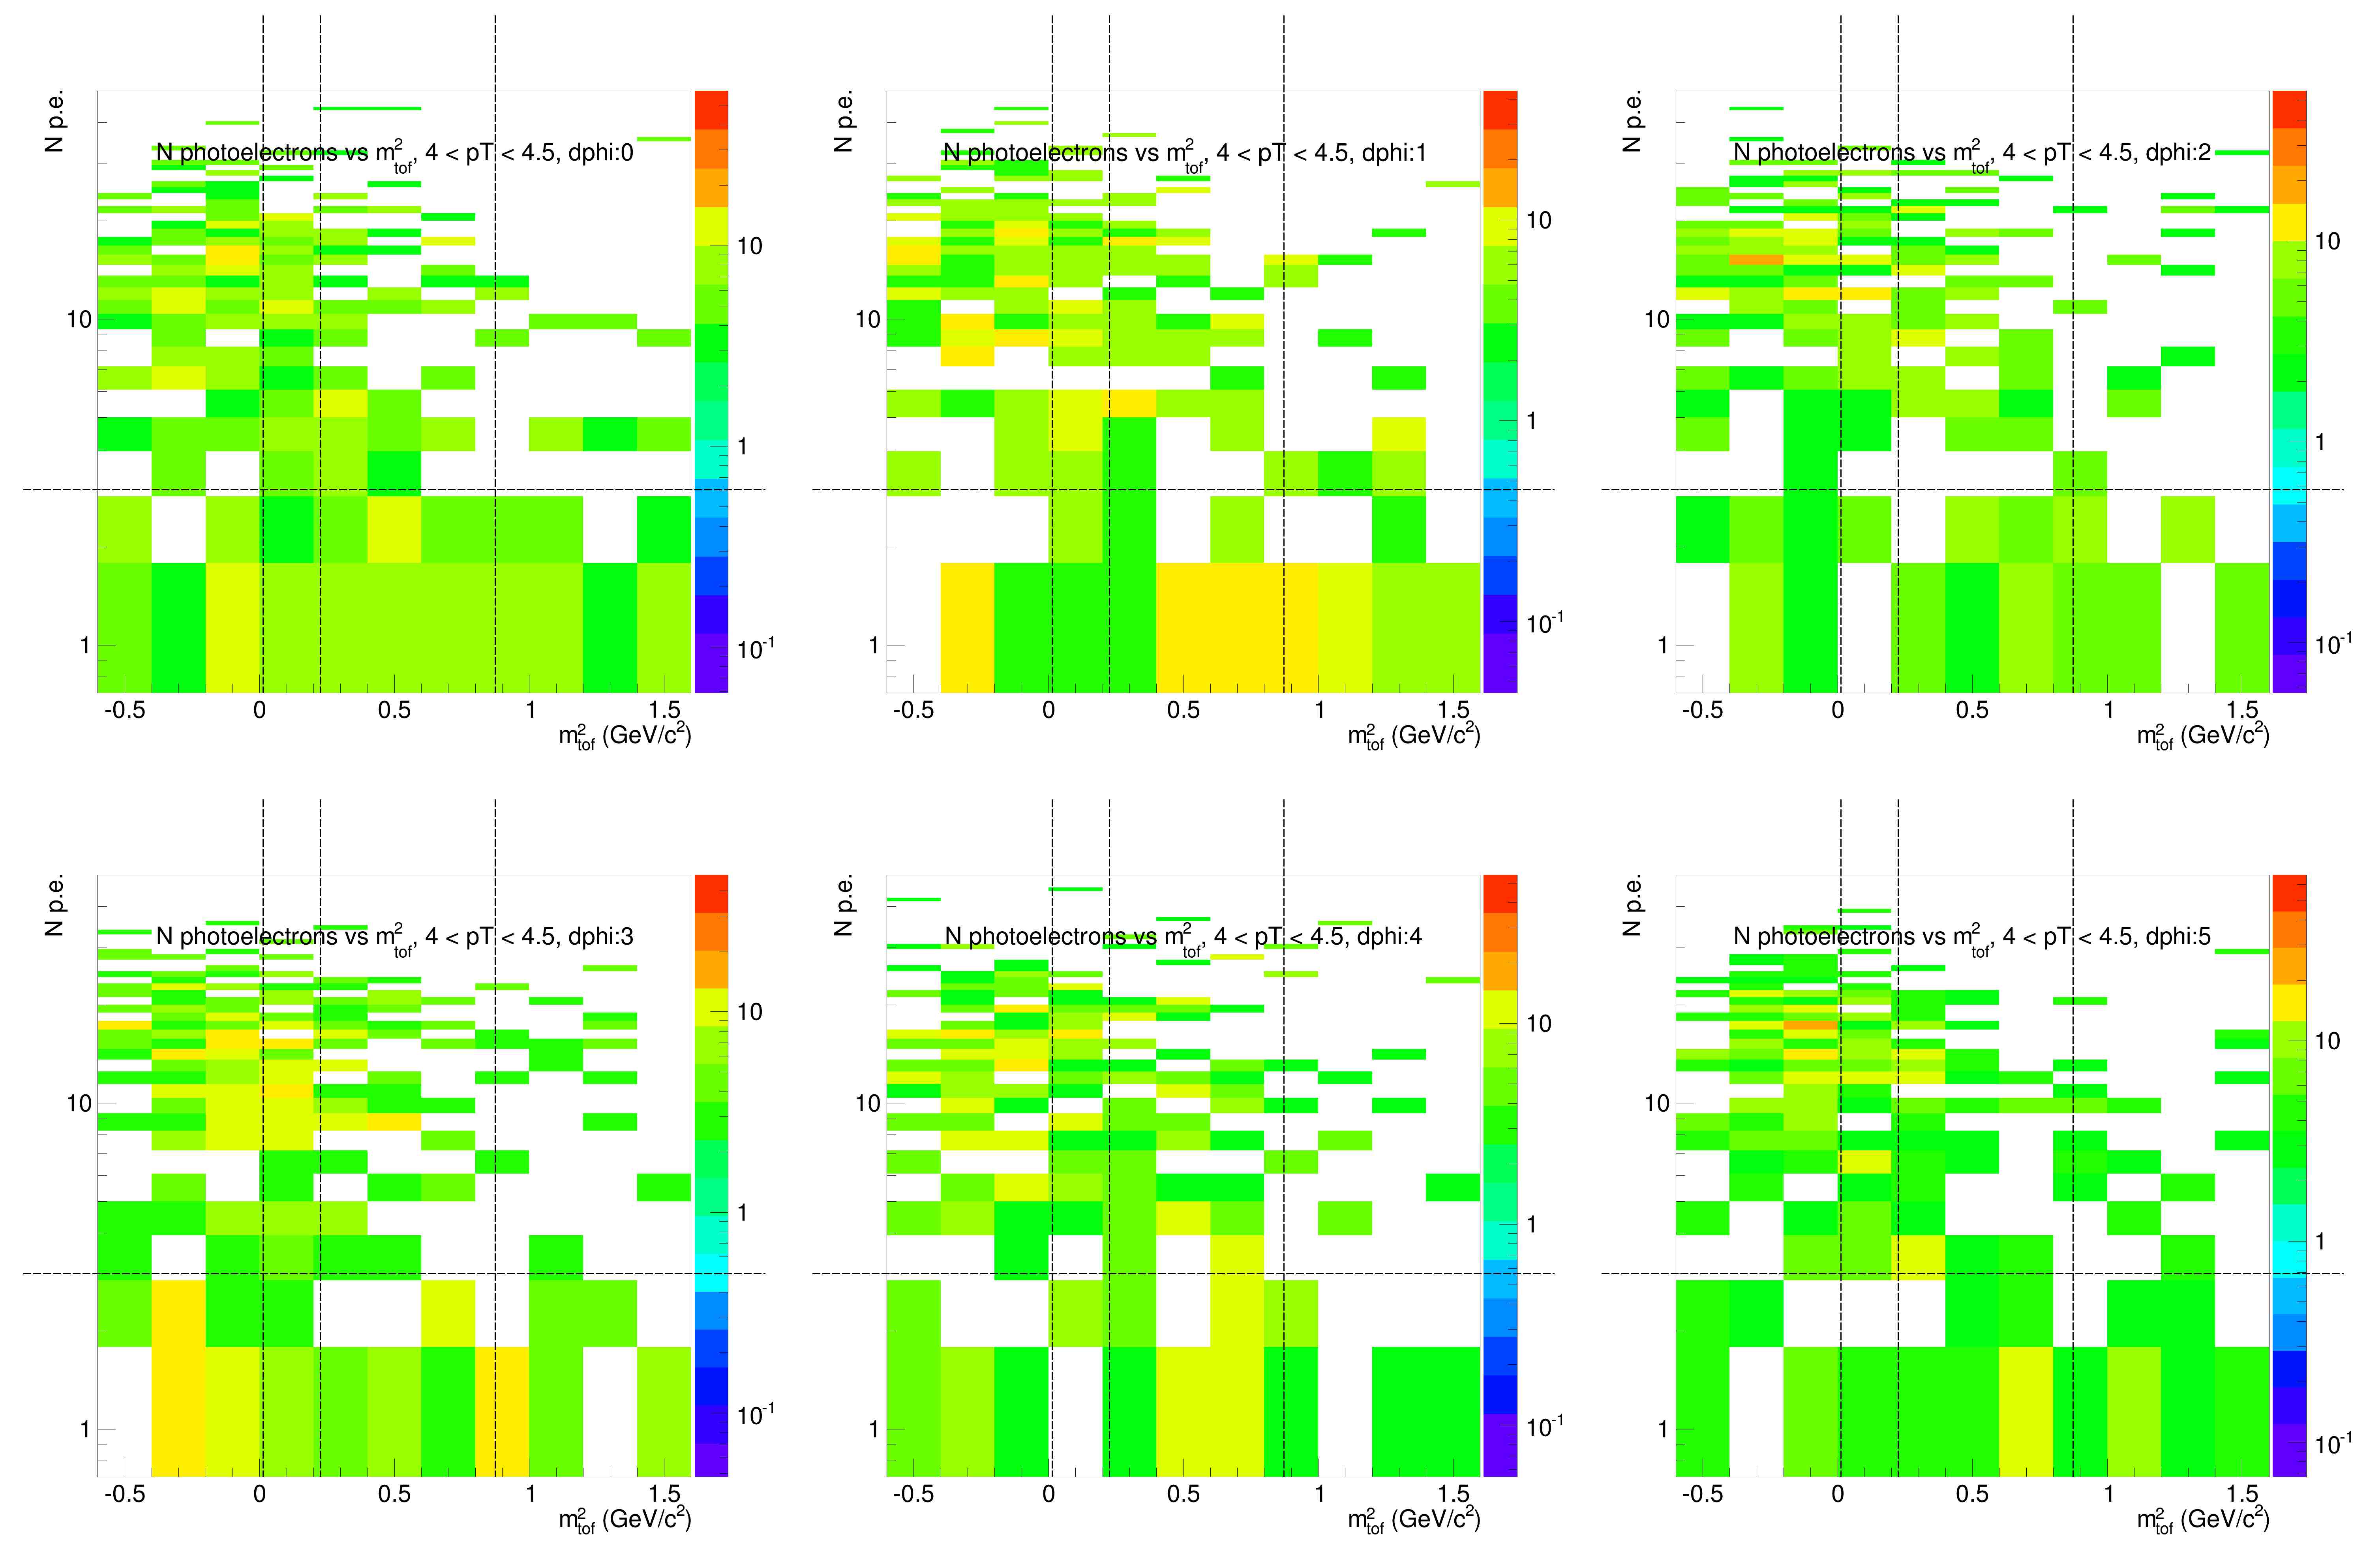 N photoelectrons vs m²tof, 4 < pT < 4.5, dphi:0
N p.e.
10
1
-0.5 0 0.5 1 1.5
m²tof (GeV/c²)
10
1
10⁻¹
N photoelectrons vs m²tof, 4 < pT < 4.5, dphi:1
N p.e.
10
1
-0.5 0 0.5 1 1.5
m²tof (GeV/c²)
10
1
10⁻¹
N photoelectrons vs m²tof, 4 < pT < 4.5, dphi:2
N p.e.
10
1
-0.5 0 0.5 1 1.5
m²tof (GeV/c²)
10
1
10⁻¹
N photoelectrons vs m²tof, 4 < pT < 4.5, dphi:3
N p.e.
10
1
-0.5 0 0.5 1 1.5
m²tof (GeV/c²)
10
1
10⁻¹
N photoelectrons vs m²tof, 4 < pT < 4.5, dphi:4
N p.e.
10
1
-0.5 0 0.5 1 1.5
m²tof (GeV/c²)
10
1
10⁻¹
N photoelectrons vs m²tof, 4 < pT < 4.5, dphi:5
N p.e.
10
1
-0.5 0 0.5 1 1.5
m²tof (GeV/c²)
10
1
10⁻¹